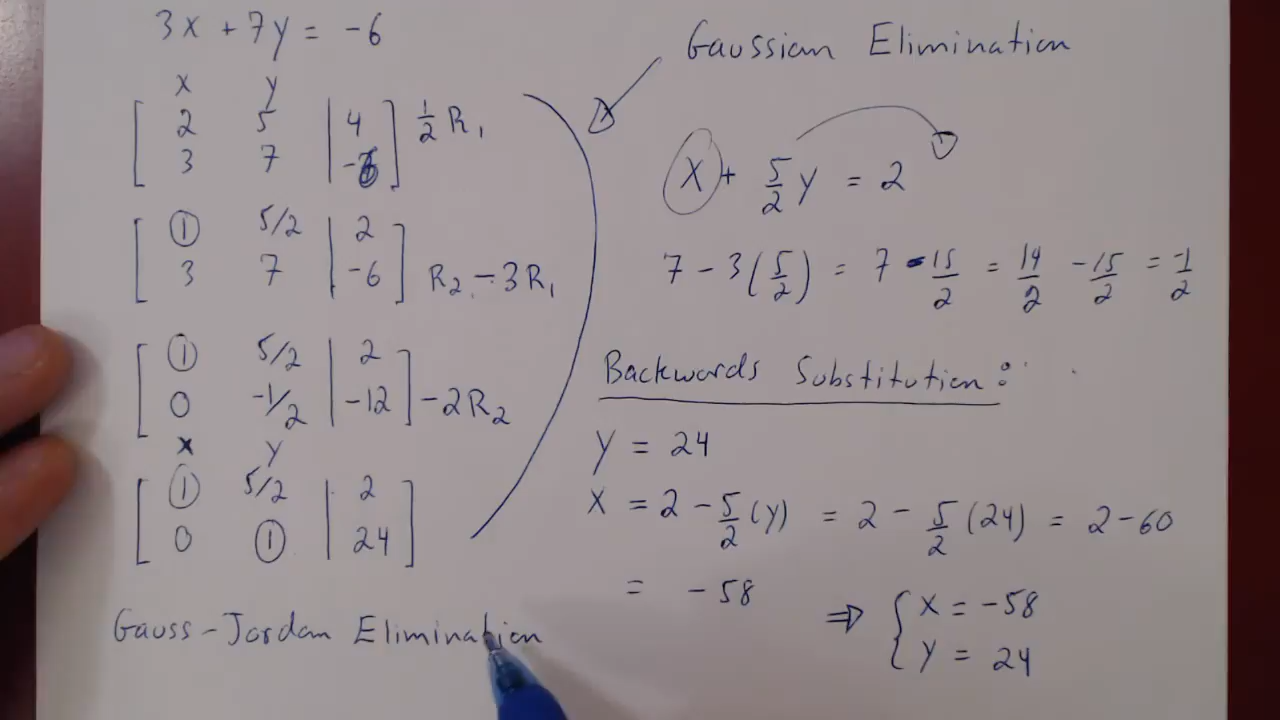 3x + 7y = -6
x y
[ 2 5 | 4 ] 1/2 R₁
[ 3 7 | -6 ]
[ ① 5/2 | 2 ]
[ 3 7 | -6 ] R₂ - 3R₁
[ ① 5/2 | 2 ]
[ 0 -1/2 | -12 ] -2R₂
x y
[ ① 5/2 | 2 ]
[ 0 ① | 24 ]
Gauss-Jordan Elimination
Gaussian Elimination
x + 5/2 y = 2
7 - 3(5/2) = 7 - 15/2 = 14/2 - 15/2 = -1/2
Backwards Substitution:
y = 24
x = 2 - 5/2(y) = 2 - 5/2(24) = 2 - 60
= -58
⇒ { x = -58
y = 24